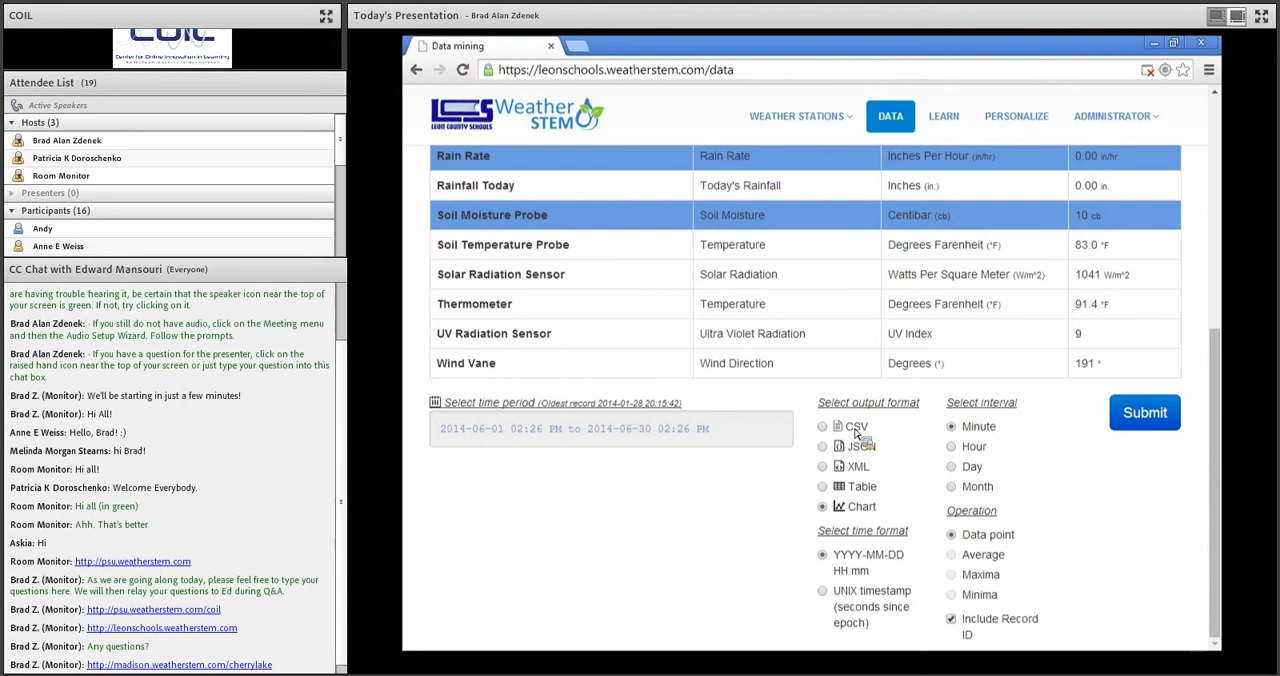 COIL
COIL
Center for Online Innovation in Learning
Attendee List (19)
Active Speakers
Hosts (3)
Brad Alan Zdenek
Patricia K Doroschenko
Room Monitor
Presenters (0)
Participants (16)
Andy
Anne E Weiss
CC Chat with Edward Mansouri (Everyone)
are having trouble hearing it, be certain that the speaker icon near the top of
your screen is green. If not, try clicking on it.
Brad Alan Zdenek: - If you still do not have audio, click on the Meeting menu
and then the Audio Setup Wizard. Follow the prompts.
Brad Alan Zdenek: - If you have a question for the presenter, click on the
raised hand icon near the top of your screen or just type your question into this
chat box.
Brad Z. (Monitor): We'll be starting in just a few minutes!
Brad Z. (Monitor): Hi All!
Anne E Weiss: Hello, Brad! :)
Melinda Morgan Stearns: hi Brad!
Room Monitor: Hi all!
Patricia K Doroschenko: Welcome Everybody.
Room Monitor: Hi all (in green)
Room Monitor: Ahh. That's better
Askia: Hi
Room Monitor: http://psu.weatherstem.com
Brad Z. (Monitor): As we are going along today, please feel free to type your
questions here. We will then relay your questions to Ed during Q&A.
Brad Z. (Monitor): http://psu.weatherstem.com/coil
Brad Z. (Monitor): http://leonschools.weatherstem.com
Brad Z. (Monitor): Any questions?
Brad Z. (Monitor): http://madison.weatherstem.com/cherrylake
Today's Presentation - Brad Alan Zdenek
Data mining
https://leonschools.weatherstem.com/data
LCS
LEON COUNTY SCHOOLS
Weather
STEM
WEATHER STATIONS DATA LEARN PERSONALIZE ADMINISTRATOR
Rain Rate Rain Rate Inches Per Hour (in/hr) 0.00 in/hr
Rainfall Today Today's Rainfall Inches (in.) 0.00 in.
Soil Moisture Probe Soil Moisture Centibar (cb) 10 cb
Soil Temperature Probe Temperature Degrees Farenheit (°F) 83.0 °F
Solar Radiation Sensor Solar Radiation Watts Per Square Meter (W/m^2) 1041 W/m^2
Thermometer Temperature Degrees Farenheit (°F) 91.4 °F
UV Radiation Sensor Ultra Violet Radiation UV Index 9
Wind Vane Wind Direction Degrees (°) 191 °
Select time period (Oldest record 2014-01-28 20:15:42)
2014-06-01 02:26 PM to 2014-06-30 02:26 PM
Select output format
CSV
JSON
XML
Table
Chart
Select time format
YYYY-MM-DD
HH:mm
UNIX timestamp
(seconds since
epoch)
Select interval
Minute
Hour
Day
Month
Operation
Data point
Average
Maxima
Minima
Include Record
ID
Submit